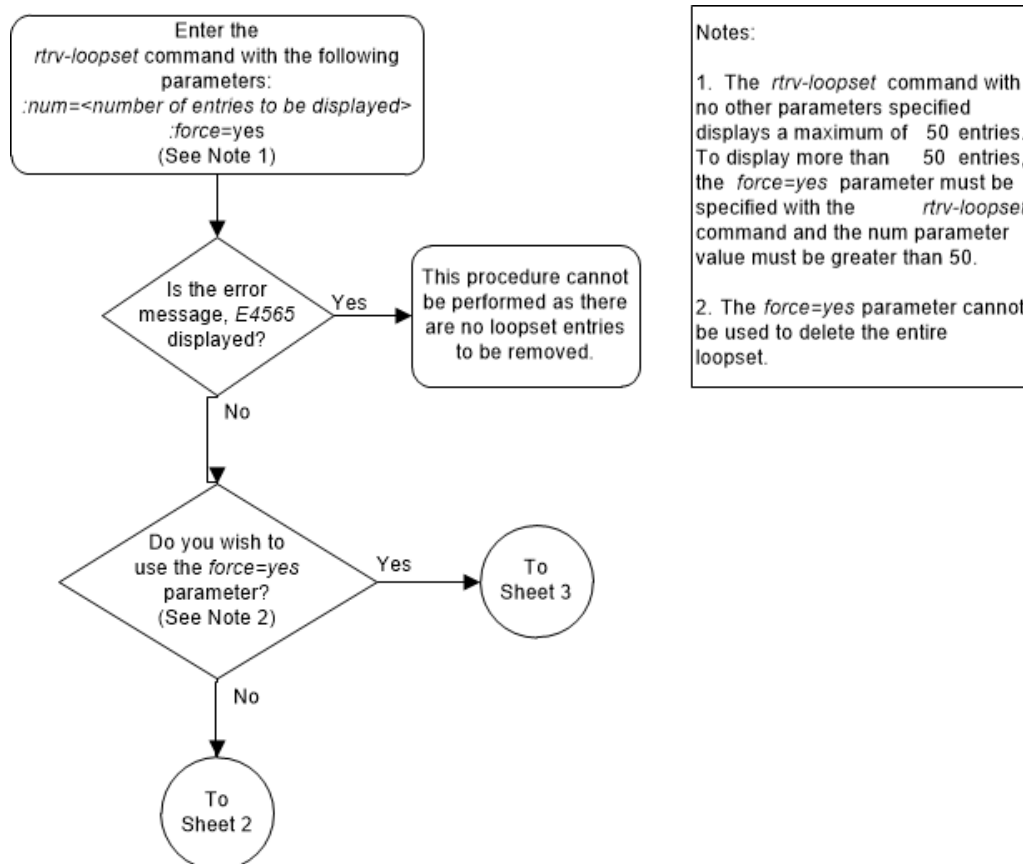 Enter the
rtrv-loopset command with the following
parameters:
:num=<number of entries to be displayed>
:force=yes
(See Note 1)
Is the error
message, E4565
displayed?
Yes
This procedure cannot
be performed as there
are no loopset entries
to be removed.
No
Do you wish to
use the force=yes
parameter?
(See Note 2)
Yes
To
Sheet 3
No
To
Sheet 2
Notes:
1. The rtrv-loopset command with
no other parameters specified
displays a maximum of 50 entries.
To display more than 50 entries,
the force=yes parameter must be
specified with the rtrv-loopset
command and the num parameter
value must be greater than 50.
2. The force=yes parameter cannot
be used to delete the entire
loopset.